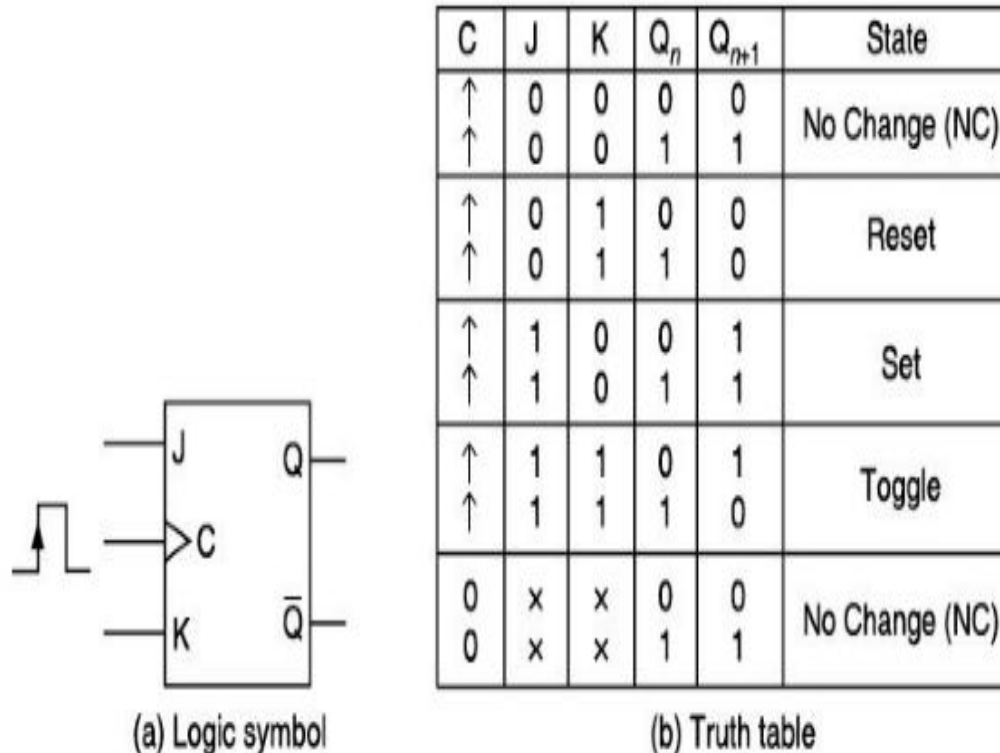 C J K Qn Qn+1 State
↑ 0 0 0 0 No Change (NC)
↑ 0 0 1 1
↑ 0 1 0 0 Reset
↑ 0 1 1 0
↑ 1 0 0 1 Set
↑ 1 0 1 1
↑ 1 1 0 1 Toggle
↑ 1 1 1 0
0 x x 0 0 No Change (NC)
0 x x 1 1
J Q
C
K Q̅
(a) Logic symbol
(b) Truth table